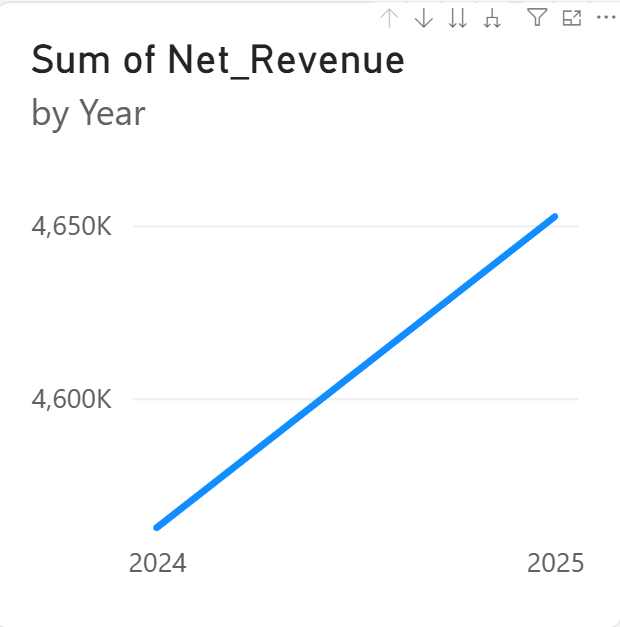 Sum of Net_Revenue
by Year
4,650K
4,600K
2024 2025